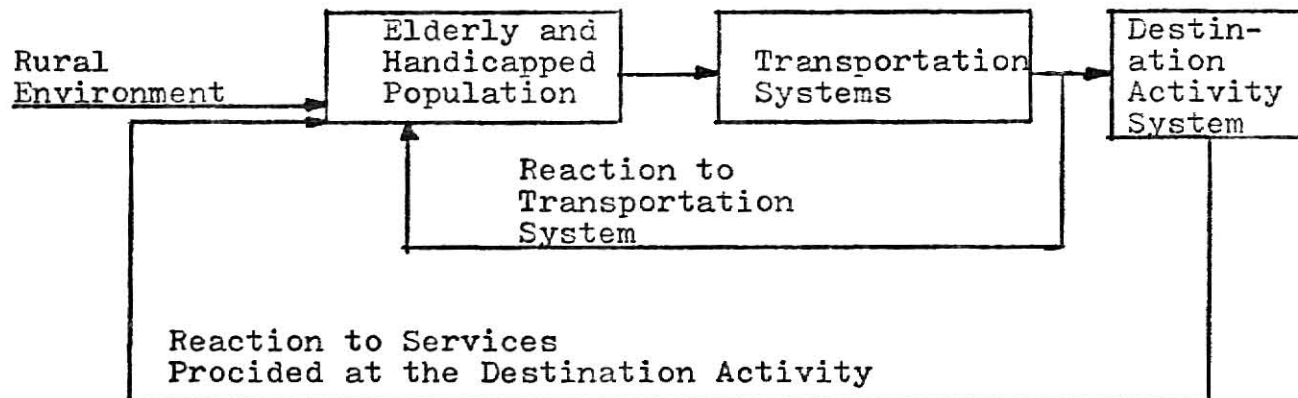 Rural
Environment
Elderly and
Handicapped
Population
Transportation
Systems
Destin-
ation
Activity
System
Reaction to
Transportation
System
Reaction to Services
Procided at the Destination Activity